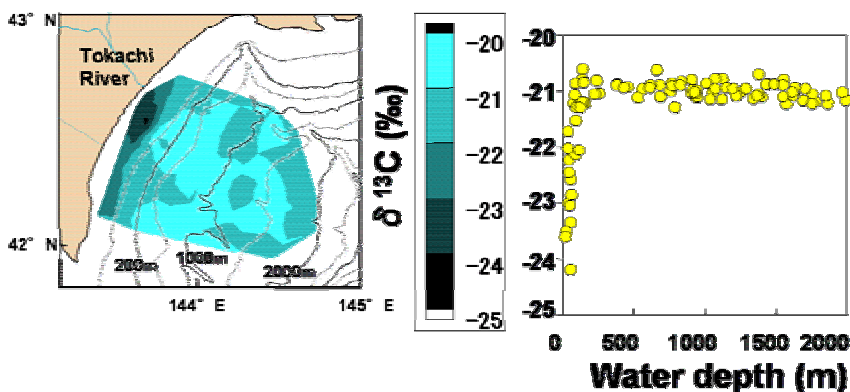 43° N
Tokachi
River
42° N
200m
1000m
2000m
144° E
145° E
δ ¹³C (‰)
−20
−21
−22
−23
−24
−25
-20
-21
-22
-23
-24
-25
0 500 1000 1500 2000
Water depth (m)